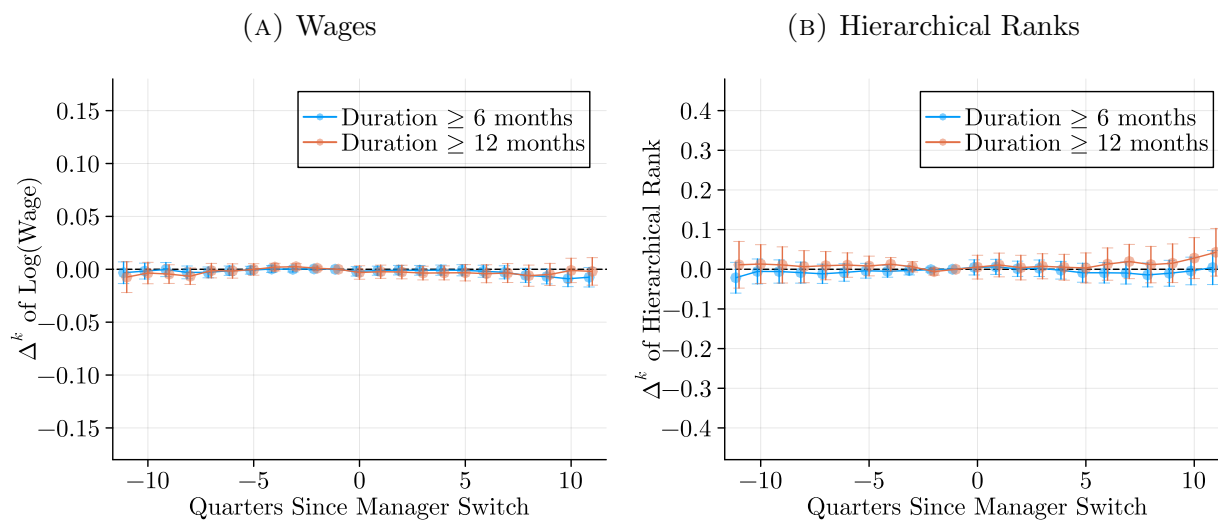 (A) Wages
0.15
0.10
0.05
0.00
−0.05
−0.10
−0.15
Δ^k of Log(Wage)
Duration ≥ 6 months
Duration ≥ 12 months
−10 −5 0 5 10
Quarters Since Manager Switch
(B) Hierarchical Ranks
0.4
0.3
0.2
0.1
0.0
−0.1
−0.2
−0.3
−0.4
Δ^k of Hierarchical Rank
Duration ≥ 6 months
Duration ≥ 12 months
−10 −5 0 5 10
Quarters Since Manager Switch